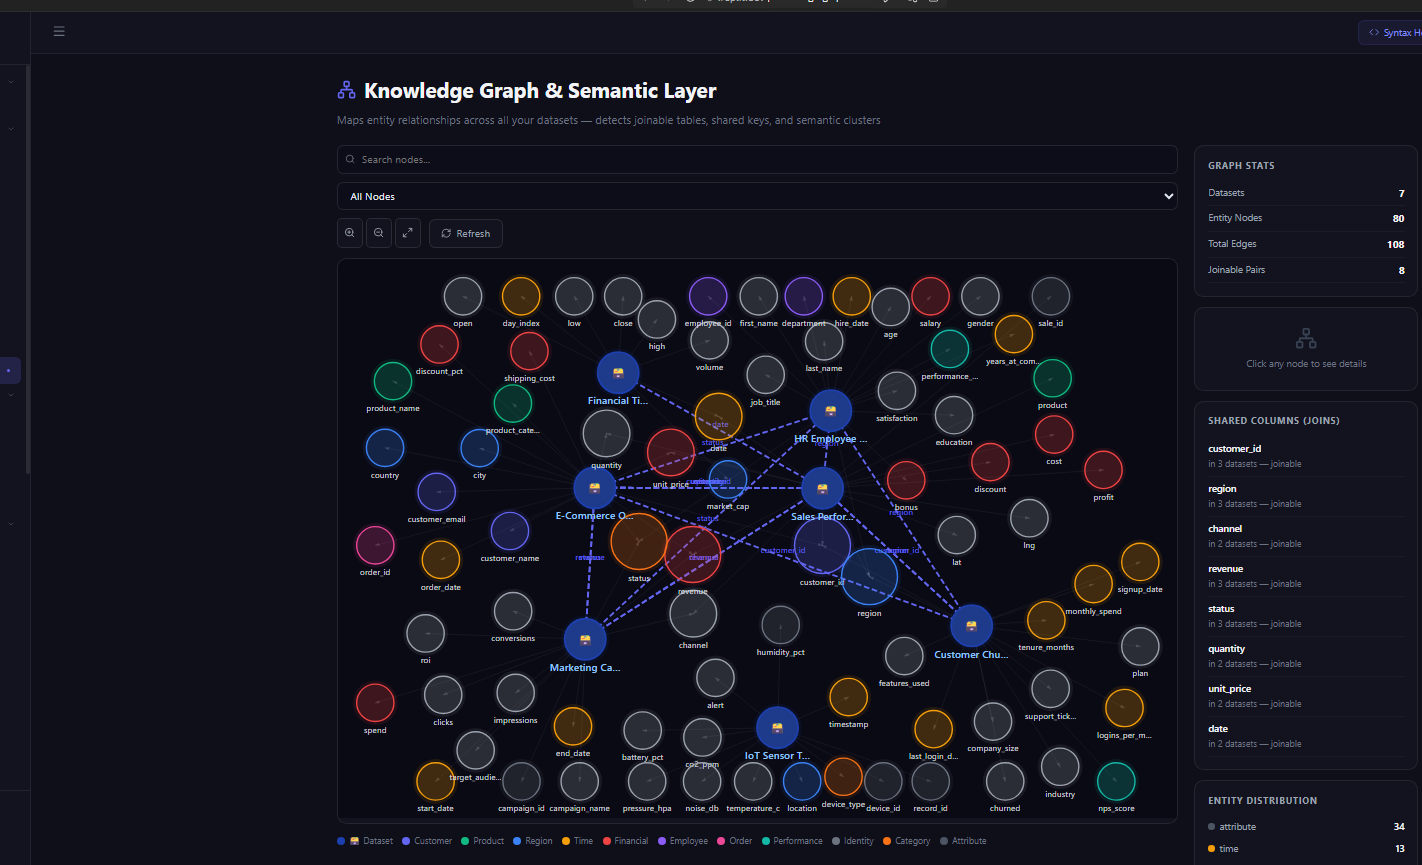 Syntax
Knowledge Graph & Semantic Layer
Maps entity relationships across all your datasets — detects joinable tables, shared keys, and semantic clusters
Search nodes...
All Nodes
Refresh
open
day_index
low
close
high
employee_id
first_name
department
hire_date
age
salary
gender
sale_id
discount_pct
shipping_cost
volume
last_name
performance_...
years_at_com...
product_name
product_cate...
Financial Ti...
job_title
satisfaction
education
product
country
city
quantity
unit_price
date
date
status
market_cap
HR Employee ...
region
bonus
discount
cost
profit
customer_email
E-Commerce O...
Sales Perfor...
status
region
order_id
order_date
customer_name
status
revenue
customer_id
customer_id
region
lat
lng
monthly_spend
signup_date
roi
conversions
Marketing Ca...
channel
humidity_pct
features_used
Customer Chu...
tenure_months
plan
spend
clicks
impressions
end_date
alert
timestamp
last_login_d...
company_size
support_tick...
logins_per_m...
target_audie...
battery_pct
co2_ppm
IoT Sensor T...
start_date
campaign_id
campaign_name
pressure_hpa
noise_db
temperature_c
location
device_type
device_id
record_id
churned
industry
nps_score
Dataset Customer Product Region Time Financial Employee Order Performance Identity Category Attribute
GRAPH STATS
Datasets 7
Entity Nodes 80
Total Edges 108
Joinable Pairs 8
Click any node to see details
SHARED COLUMNS (JOINS)
customer_id
in 3 datasets — joinable
region
in 3 datasets — joinable
channel
in 2 datasets — joinable
revenue
in 3 datasets — joinable
status
in 3 datasets — joinable
quantity
in 2 datasets — joinable
unit_price
in 2 datasets — joinable
date
in 2 datasets — joinable
ENTITY DISTRIBUTION
attribute 34
time 13